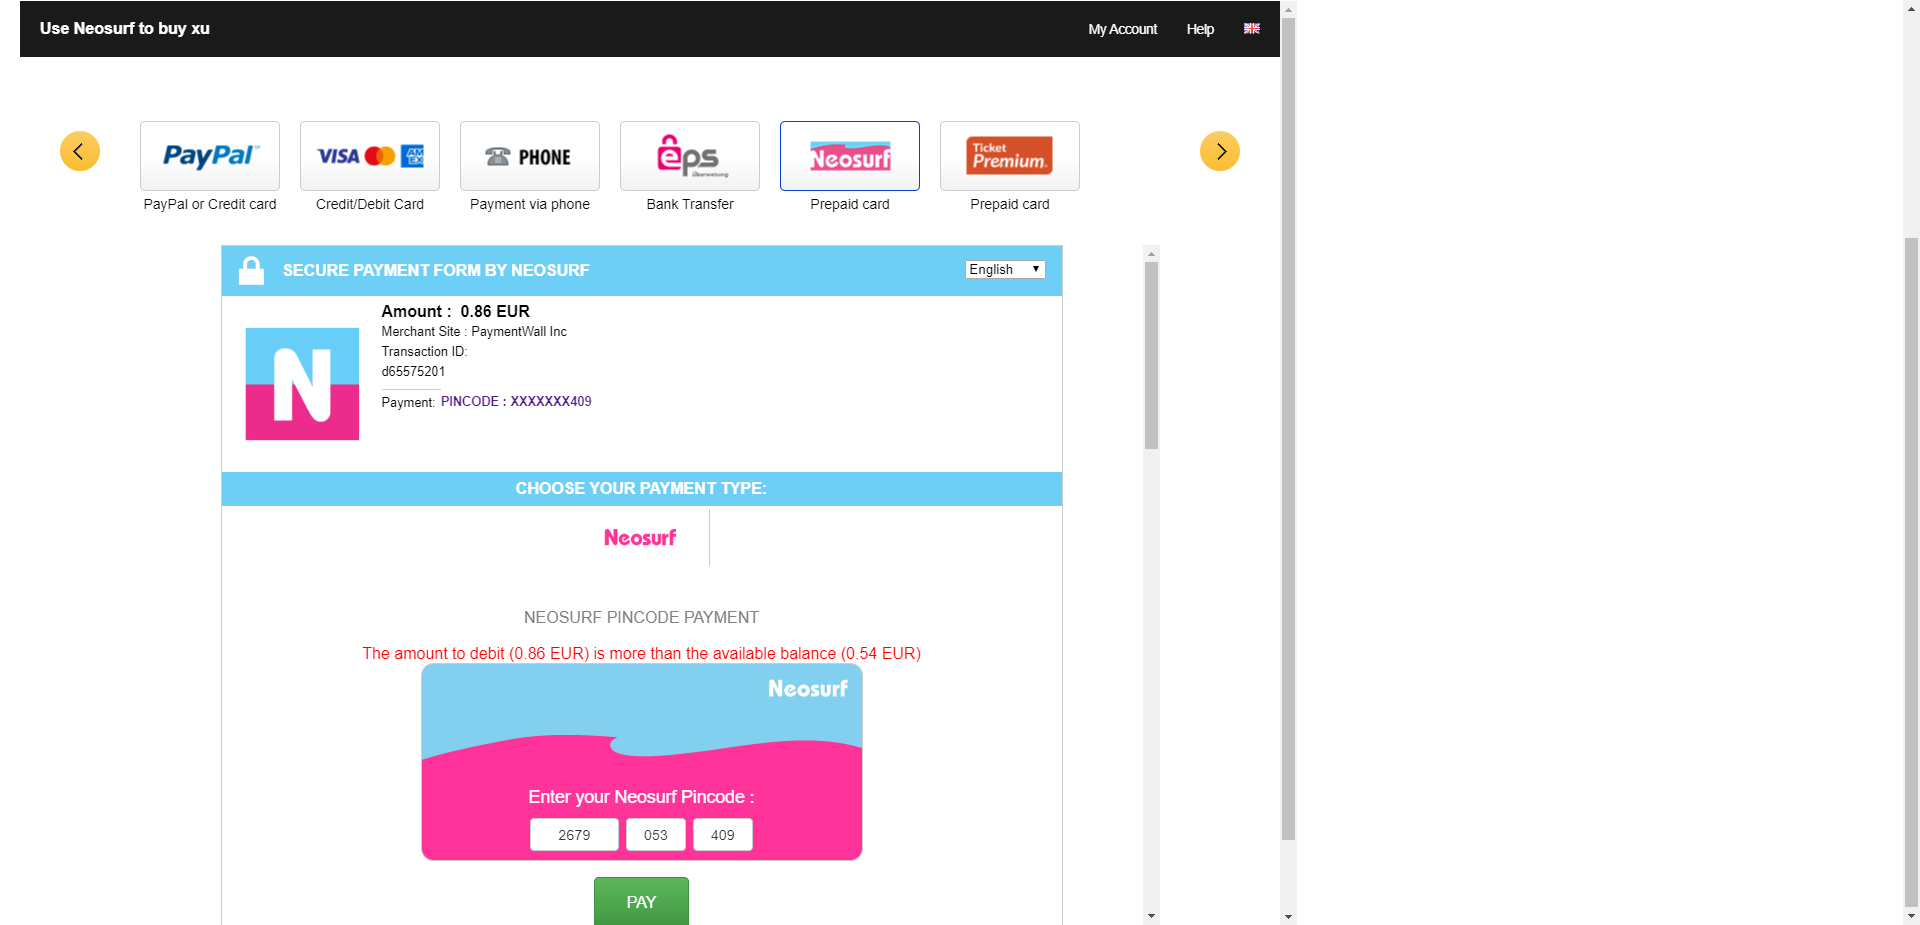 Use Neosurf to buy xu
My Account Help
PayPal™
VISA AMEX
PHONE
eps
Überweisung
Neosurf
Ticket
Premium.
PayPal or Credit card
Credit/Debit Card
Payment via phone
Bank Transfer
Prepaid card
Prepaid card
SECURE PAYMENT FORM BY NEOSURF
English
N
Amount : 0.86 EUR
Merchant Site : PaymentWall Inc
Transaction ID:
d65575201
Payment: PINCODE : XXXXXXX409
CHOOSE YOUR PAYMENT TYPE:
Neosurf
NEOSURF PINCODE PAYMENT
The amount to debit (0.86 EUR) is more than the available balance (0.54 EUR)
Neosurf
Enter your Neosurf Pincode :
2679 053 409
PAY